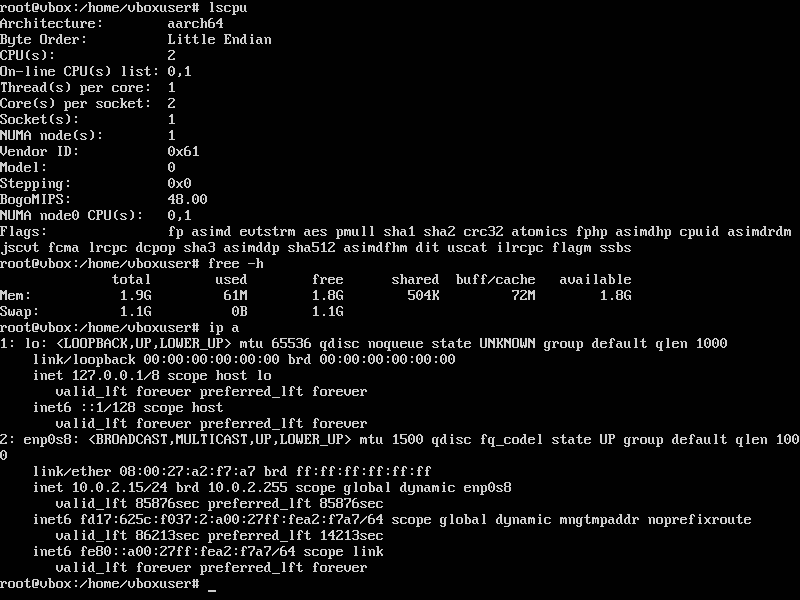 root@vbox:/home/vboxuser# lscpu
Architecture:        aarch64
Byte Order:          Little Endian
CPU(s):              2
On-line CPU(s) list: 0,1
Thread(s) per core:  1
Core(s) per socket:  2
Socket(s):           1
NUMA node(s):        1
Vendor ID:           0x61
Model:               0
Stepping:            0x0
BogoMIPS:            48.00
NUMA node0 CPU(s):   0,1
Flags:               fp asimd evtstrm aes pmull sha1 sha2 crc32 atomics fphp asimdhp cpuid asimdrdm
jscvt fcma lrcpc dcpop sha3 asimddp sha512 asimdfhm dit uscat ilrcpc flagm ssbs
root@vbox:/home/vboxuser# free -h
              total        used        free      shared  buff/cache   available
Mem:           1.9G         61M        1.8G        504K         72M        1.8G
Swap:          1.1G          0B        1.1G
root@vbox:/home/vboxuser# ip a
1: lo: <LOOPBACK,UP,LOWER_UP> mtu 65536 qdisc noqueue state UNKNOWN group default qlen 1000
    link/loopback 00:00:00:00:00:00 brd 00:00:00:00:00:00
    inet 127.0.0.1/8 scope host lo
       valid_lft forever preferred_lft forever
    inet6 ::1/128 scope host
       valid_lft forever preferred_lft forever
2: enp0s8: <BROADCAST,MULTICAST,UP,LOWER_UP> mtu 1500 qdisc fq_codel state UP group default qlen 100
0
    link/ether 08:00:27:a2:f7:a7 brd ff:ff:ff:ff:ff:ff
    inet 10.0.2.15/24 brd 10.0.2.255 scope global dynamic enp0s8
       valid_lft 85876sec preferred_lft 85876sec
    inet6 fd17:625c:f037:2:a00:27ff:fea2:f7a7/64 scope global dynamic mngtmpaddr noprefixroute
       valid_lft 86213sec preferred_lft 14213sec
    inet6 fe80::a00:27ff:fea2:f7a7/64 scope link
       valid_lft forever preferred_lft forever
root@vbox:/home/vboxuser# _